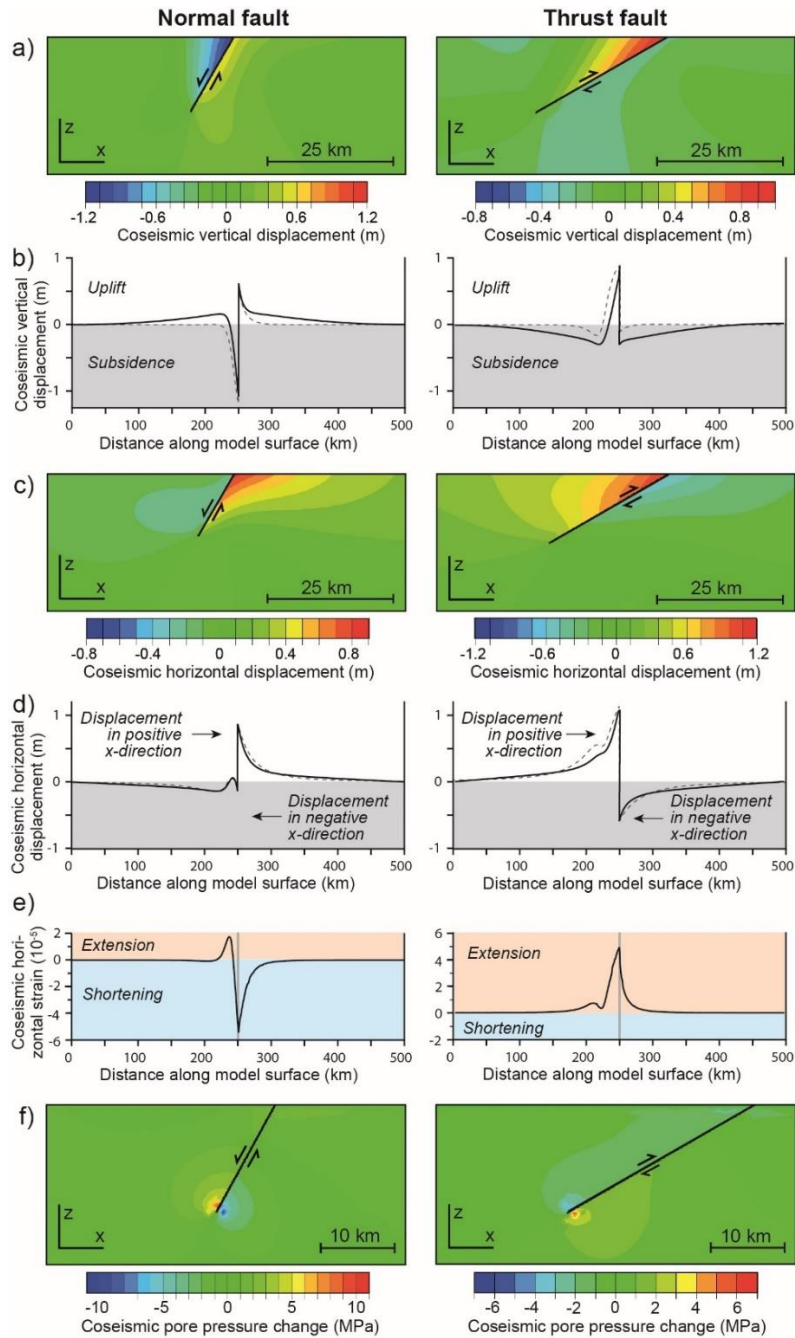 Normal fault
Thrust fault
a)
z
x
25 km
z
x
25 km
-1.2 -0.6 0 0.6 1.2
Coseismic vertical displacement (m)
-0.8 -0.4 0 0.4 0.8
Coseismic vertical displacement (m)
b)
Coseismic vertical
displacement (m)
1
0
-1
Uplift
Subsidence
0 100 200 300 400 500
Distance along model surface (km)
1
0
-1
Uplift
Subsidence
0 100 200 300 400 500
Distance along model surface (km)
c)
z
x
25 km
z
x
25 km
-0.8 -0.4 0 0.4 0.8
Coseismic horizontal displacement (m)
-1.2 -0.6 0 0.6 1.2
Coseismic horizontal displacement (m)
d)
Coseismic horizontal
displacement (m)
1
0
-1
Displacement
in positive
x-direction
Displacement
in negative
x-direction
0 100 200 300 400 500
Distance along model surface (km)
1
0
-1
Displacement
in positive
x-direction
Displacement
in negative
x-direction
0 100 200 300 400 500
Distance along model surface (km)
e)
Coseismic hori-
zontal strain (10-5)
2
0
-2
-4
-6
Extension
Shortening
0 100 200 300 400 500
Distance along model surface (km)
6
4
2
0
-2
Extension
Shortening
0 100 200 300 400 500
Distance along model surface (km)
f)
z
x
10 km
z
x
10 km
-10 -5 0 5 10
Coseismic pore pressure change (MPa)
-6 -4 -2 0 2 4 6
Coseismic pore pressure change (MPa)